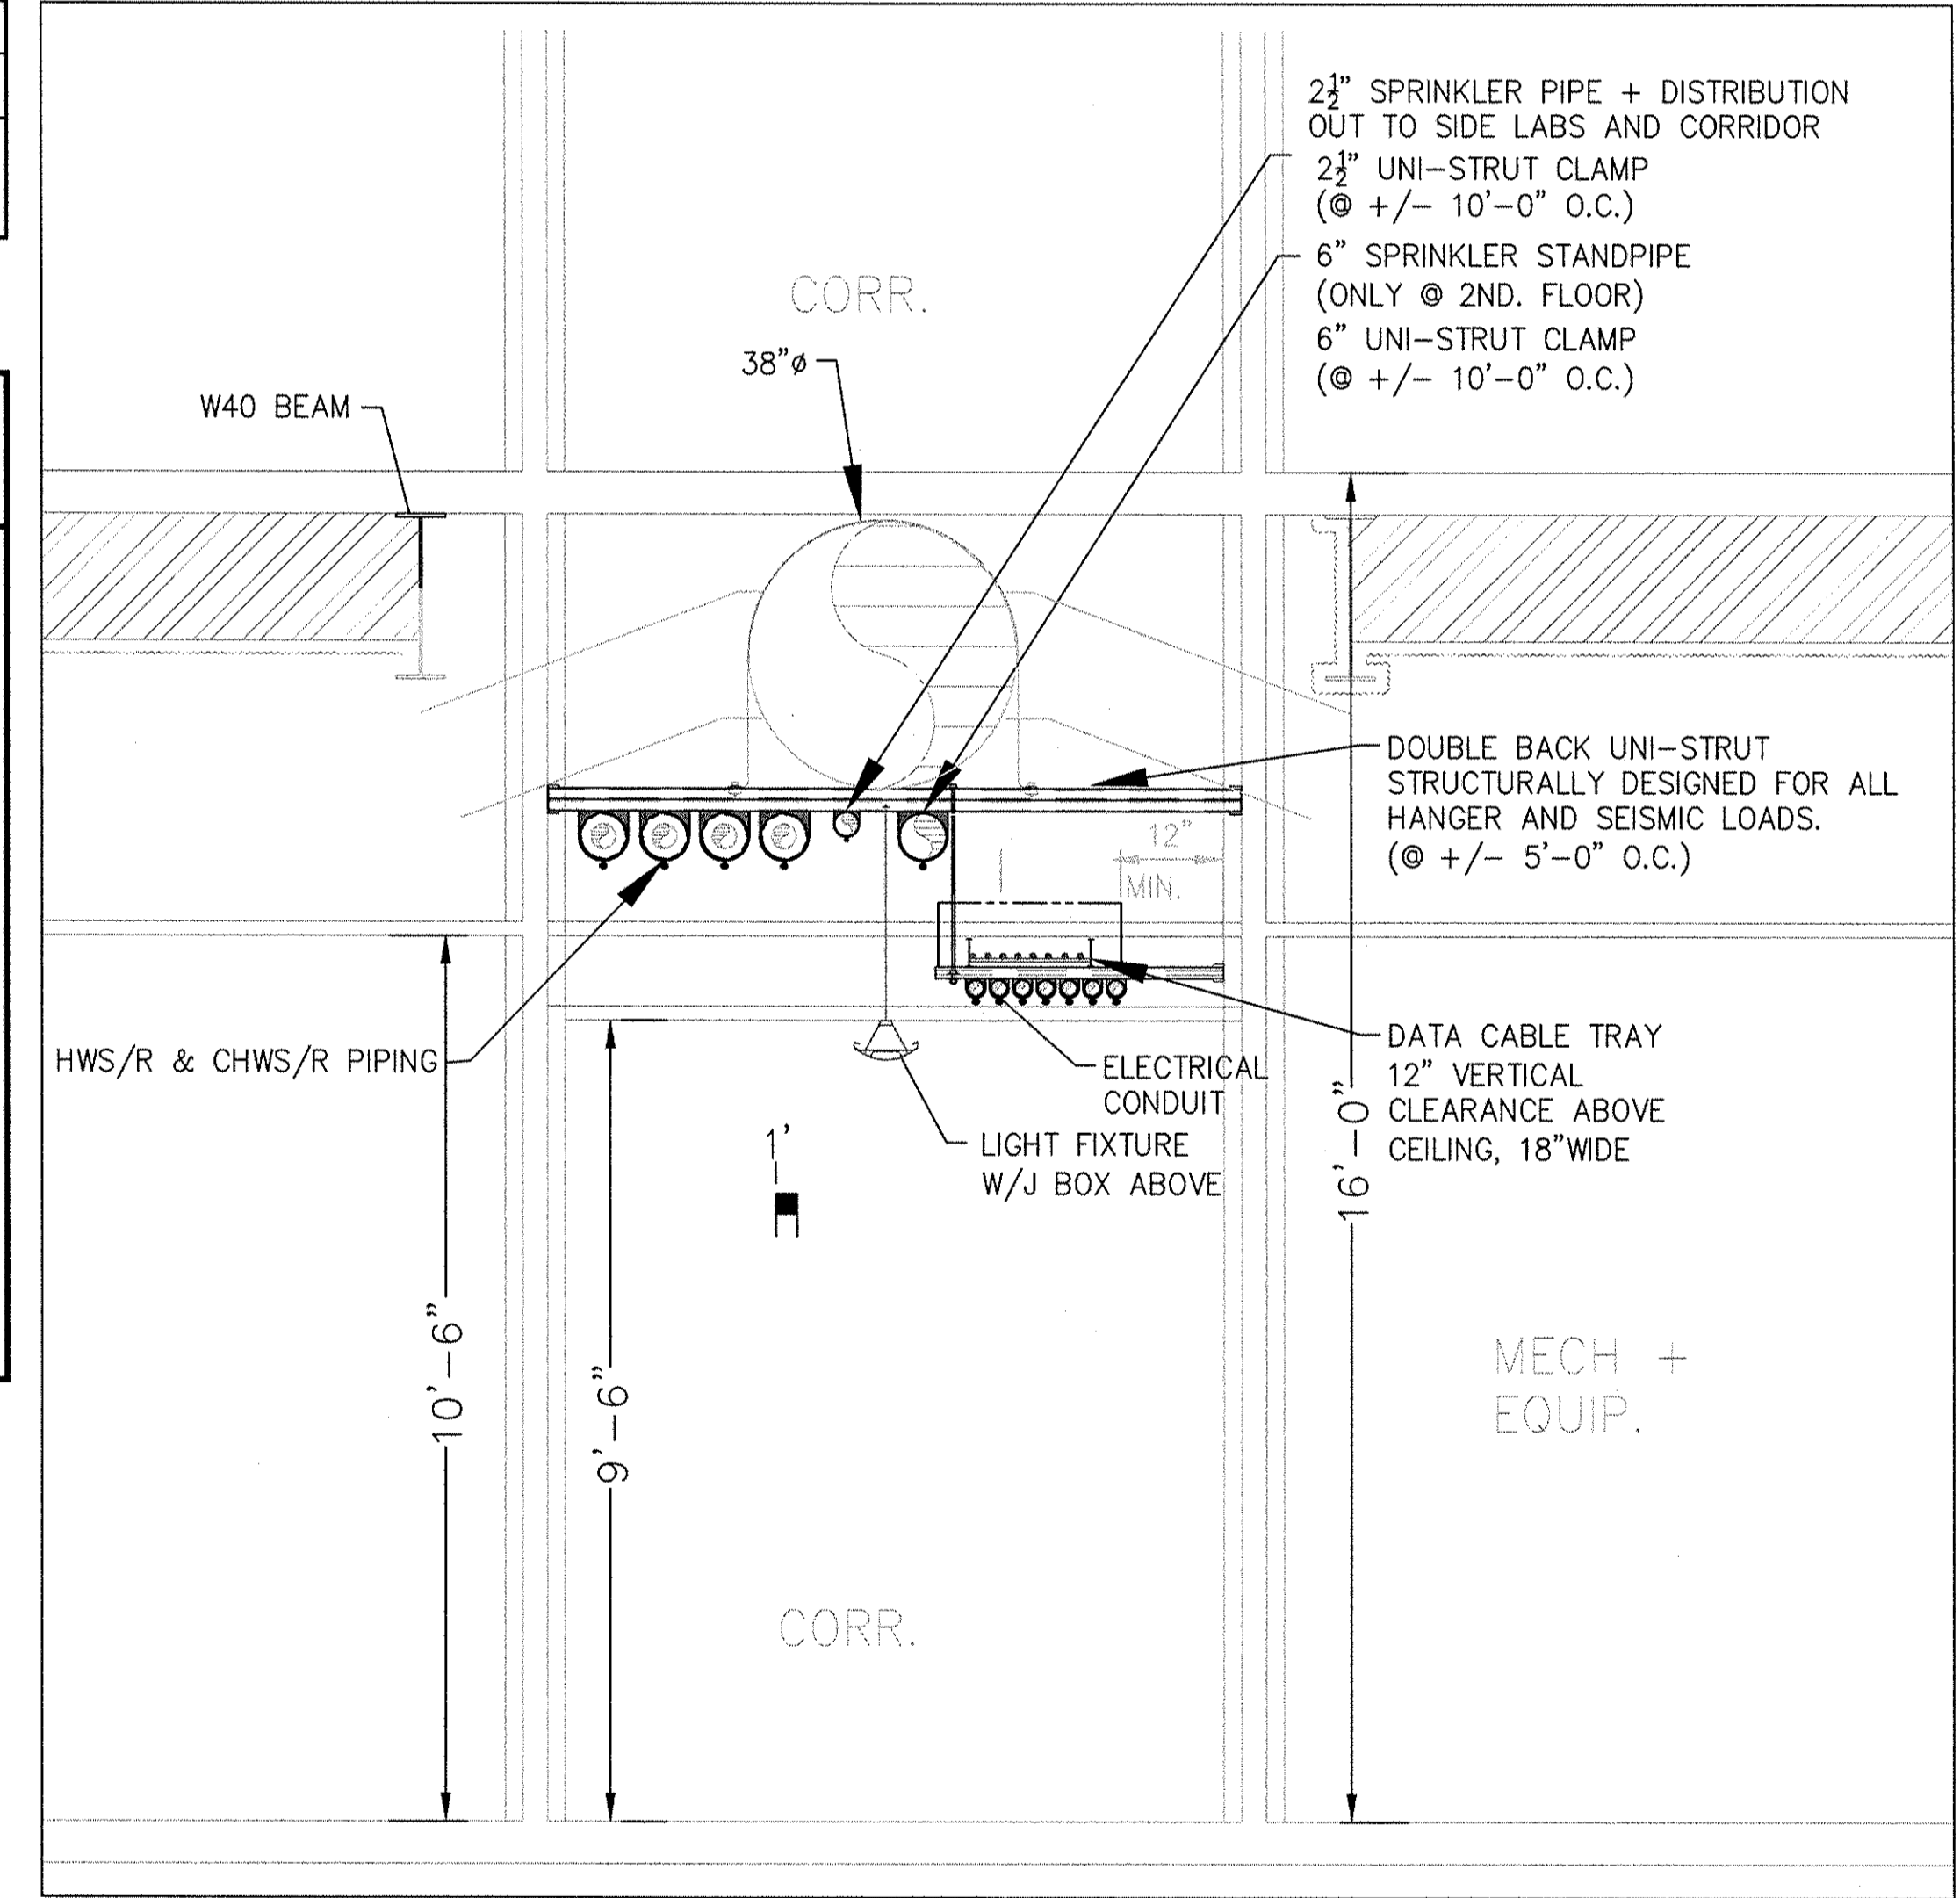 2½" SPRINKLER PIPE + DISTRIBUTION
OUT TO SIDE LABS AND CORRIDOR
2½" UNI-STRUT CLAMP
(@ +/- 10'-0" O.C.)
6" SPRINKLER STANDPIPE
(ONLY @ 2ND. FLOOR)
6" UNI-STRUT CLAMP
(@ +/- 10'-0" O.C.)
CORR.
38"ø
W40 BEAM
DOUBLE BACK UNI-STRUT
STRUCTURALLY DESIGNED FOR ALL
HANGER AND SEISMIC LOADS.
(@ +/- 5'-0" O.C.)
12"
MIN.
HWS/R & CHWS/R PIPING
ELECTRICAL
CONDUIT
LIGHT FIXTURE
W/J BOX ABOVE
DATA CABLE TRAY
12" VERTICAL
CLEARANCE ABOVE
CEILING, 18"WIDE
1'
10'-6"
9'-6"
16'-0"
MECH +
EQUIP.
CORR.